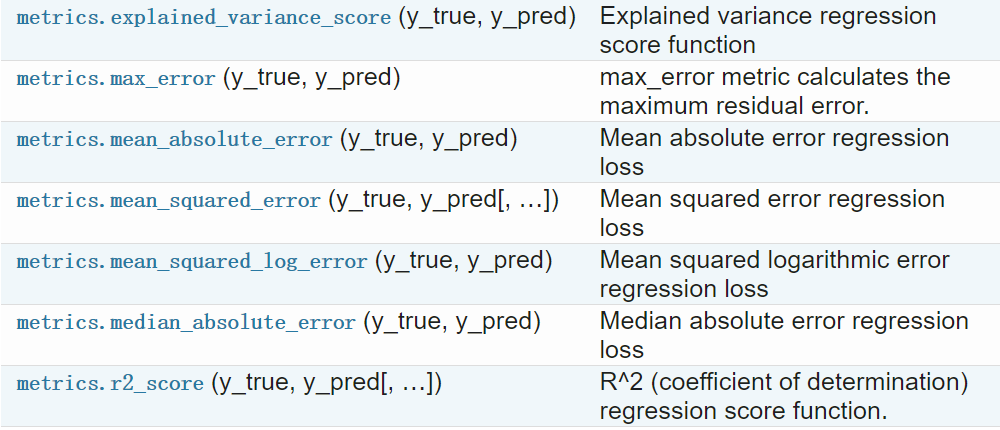 metrics.explained_variance_score (y_true, y_pred) Explained variance regression
score function
metrics.max_error (y_true, y_pred) max_error metric calculates the
maximum residual error.
metrics.mean_absolute_error (y_true, y_pred) Mean absolute error regression
loss
metrics.mean_squared_error (y_true, y_pred[, …]) Mean squared error regression
loss
metrics.mean_squared_log_error (y_true, y_pred) Mean squared logarithmic error
regression loss
metrics.median_absolute_error (y_true, y_pred) Median absolute error regression
loss
metrics.r2_score (y_true, y_pred[, …]) R^2 (coefficient of determination)
regression score function.